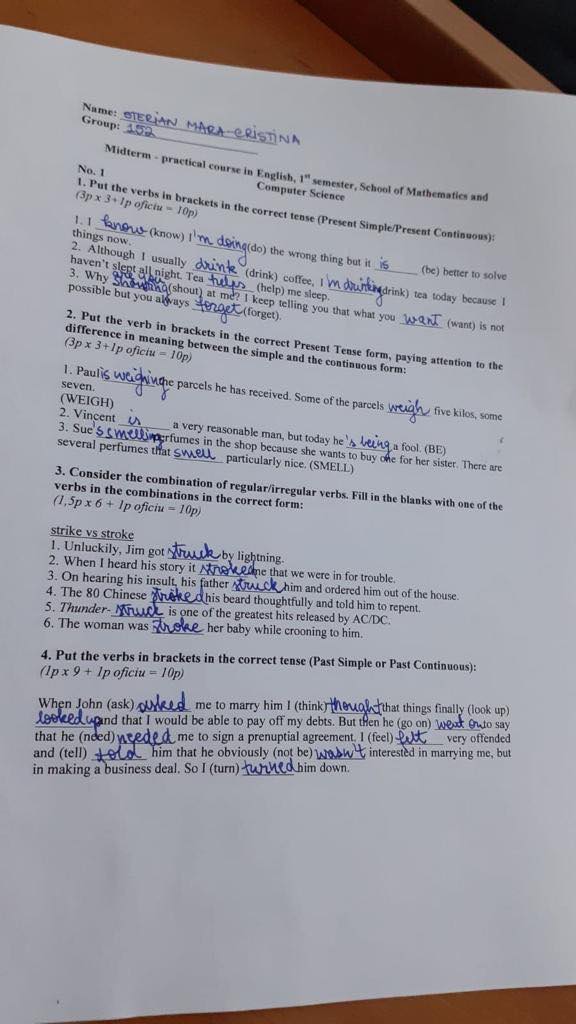 Name: STERIAN MARA-CRISTINA
Group: 152
Midterm - practical course in English, 1st semester, School of Mathematics and
Computer Science
No. 1
1. Put the verbs in brackets in the correct tense (Present Simple/Present Continuous):
(3p x 3+1p oficiu = 10p)
1. I know (know) I'm doing (do) the wrong thing but it is (be) better to solve
things now.
2. Although I usually drink (drink) coffee, I'm drinking (drink) tea today because I
haven't slept all night. Tea helps (help) me sleep.
3. Why are you shouting (shout) at me? I keep telling you that what you want (want) is not
possible but you always forget (forget).
2. Put the verb in brackets in the correct Present Tense form, paying attention to the
difference in meaning between the simple and the continuous form:
(3p x 3+1p oficiu = 10p)
1. Paul is weighing the parcels he has received. Some of the parcels weigh five kilos, some
seven.
(WEIGH)
2. Vincent is a very reasonable man, but today he 's being a fool. (BE)
3. Sue 's smelling perfumes in the shop because she wants to buy one for her sister. There are
several perfumes that smell particularly nice. (SMELL)
3. Consider the combination of regular/irregular verbs. Fill in the blanks with one of the
verbs in the combinations in the correct form:
(1,5p x 6 + 1p oficiu = 10p)
strike vs stroke
1. Unluckily, Jim got struck by lightning.
2. When I heard his story it stroked me that we were in for trouble.
3. On hearing his insult, his father struck him and ordered him out of the house.
4. The 80 Chinese stroked his beard thoughtfully and told him to repent.
5. Thunder- struck is one of the greatest hits released by AC/DC.
6. The woman was stroke her baby while crooning to him.
4. Put the verbs in brackets in the correct tense (Past Simple or Past Continuous):
(1p x 9 + 1p oficiu = 10p)
When John (ask) asked me to marry him I (think) thought that things finally (look up)
looked up and that I would be able to pay off my debts. But then he (go on) went on to say
that he (need) needed me to sign a prenuptial agreement. I (feel) felt very offended
and (tell) told him that he obviously (not be) wasn't interested in marrying me, but
in making a business deal. So I (turn) turned him down.